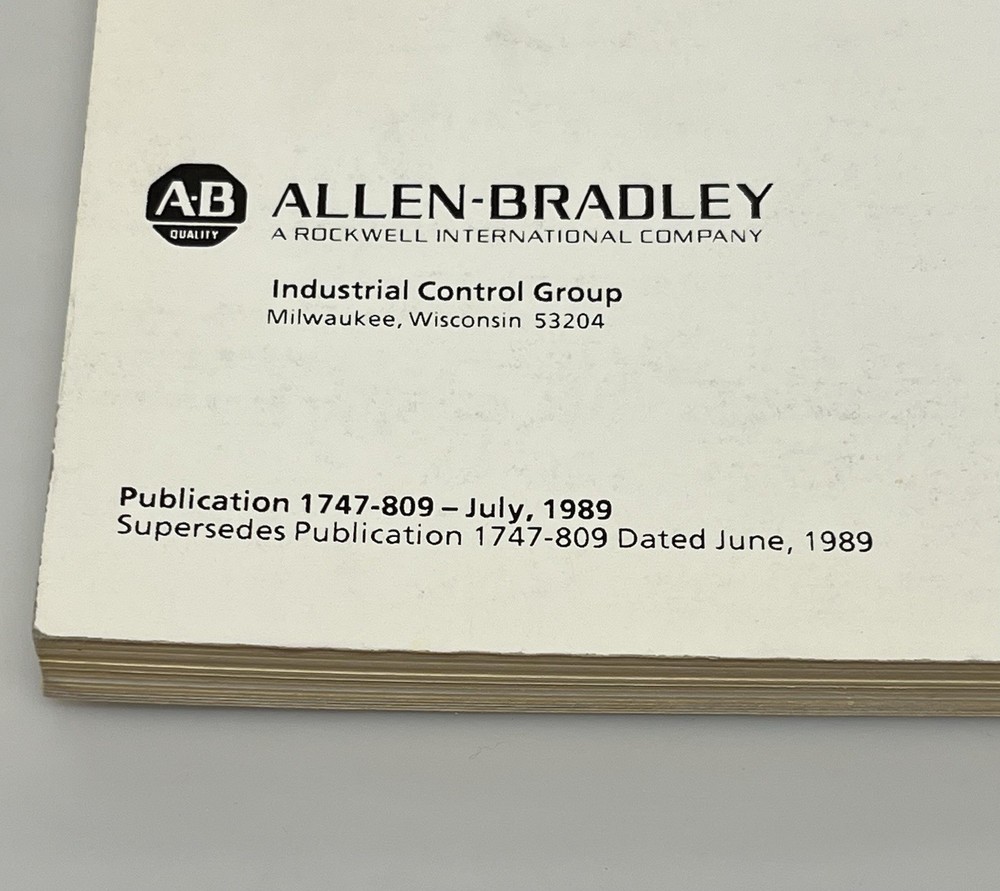 A·B
QUALITY
ALLEN-BRADLEY
A ROCKWELL INTERNATIONAL COMPANY
Industrial Control Group
Milwaukee, Wisconsin 53204
Publication 1747-809 – July, 1989
Supersedes Publication 1747-809 Dated June, 1989